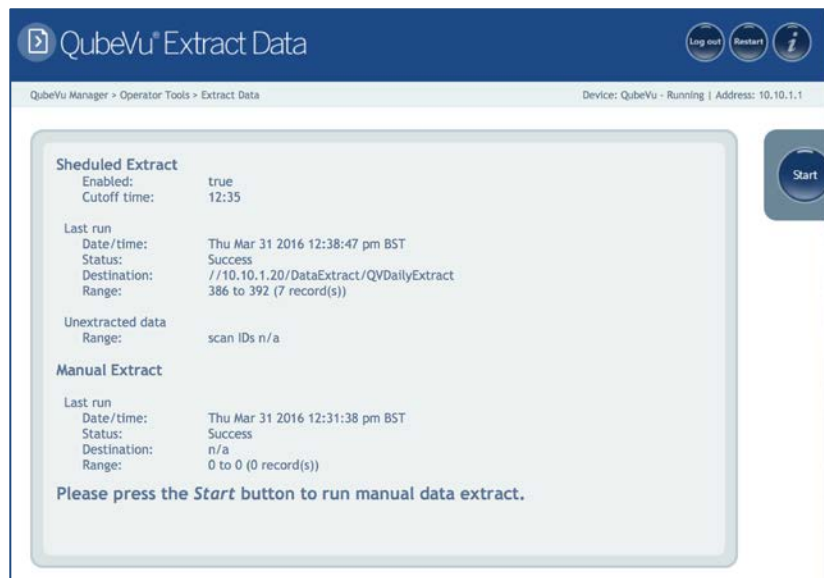 QubeVu® Extract Data
Log out Restart i
QubeVu Manager > Operator Tools > Extract Data Device: QubeVu - Running | Address: 10.10.1.1
Sheduled Extract
Enabled: true
Cutoff time: 12:35
Last run
Date/time: Thu Mar 31 2016 12:38:47 pm BST
Status: Success
Destination: //10.10.1.20/DataExtract/QVDailyExtract
Range: 386 to 392 (7 record(s))
Unextracted data
Range: scan IDs n/a
Manual Extract
Last run
Date/time: Thu Mar 31 2016 12:31:38 pm BST
Status: Success
Destination: n/a
Range: 0 to 0 (0 record(s))
Please press the Start button to run manual data extract.
Start